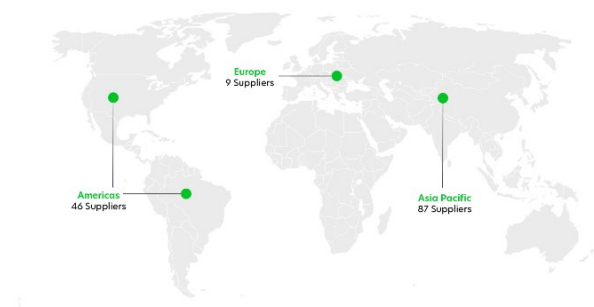 Europe
9 Suppliers
Americas
46 Suppliers
Asia Pacific
87 Suppliers